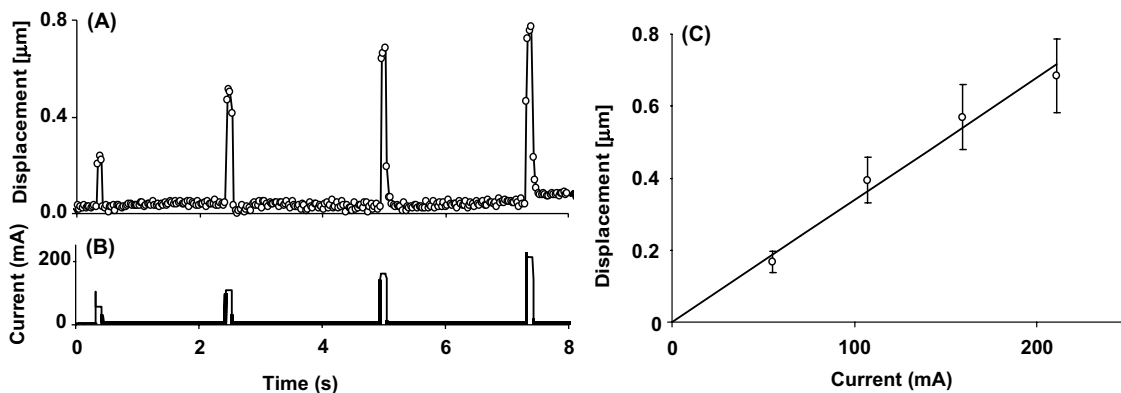 (A)
Displacement [µm]
0.8
0.4
0.0
(B)
Current (mA)
200
0
0 2 4 6 8
Time (s)
(C)
Displacement [µm]
0.8
0.6
0.4
0.2
0
0 100 200
Current (mA)